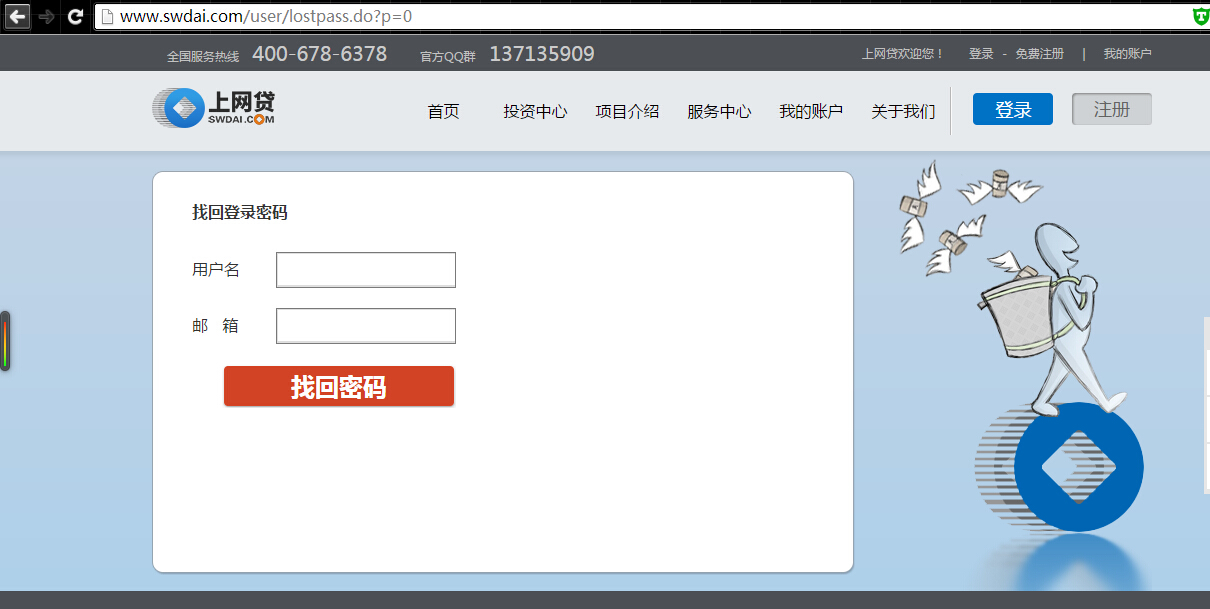 www.swdai.com/user/lostpass.do?p=0
全国服务热线 400-678-6378 官方QQ群 137135909 上网贷欢迎您！ 登录 - 免费注册 | 我的账户
上网贷
SWDAI.COM
首页 投资中心 项目介绍 服务中心 我的账户 关于我们 登录 注册
找回登录密码
用户名
邮 箱
找回密码